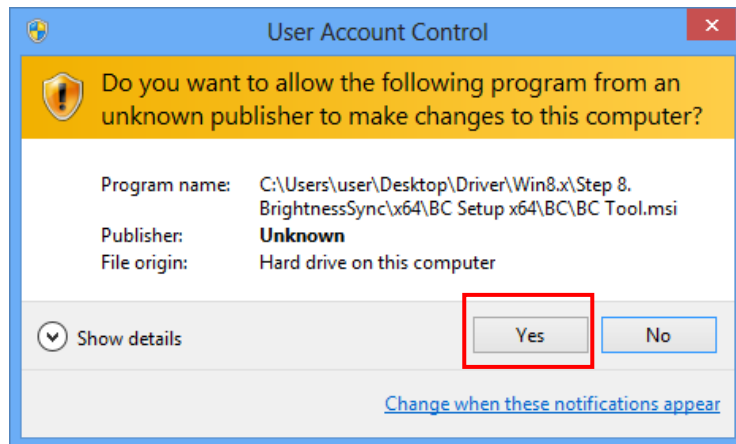 User Account Control
Do you want to allow the following program from an
unknown publisher to make changes to this computer?
Program name: C:\Users\user\Desktop\Driver\Win8.x\Step 8.
BrightnessSync\x64\BC Setup x64\BC\BC Tool.msi
Publisher: Unknown
File origin: Hard drive on this computer
Show details Yes No
Change when these notifications appear